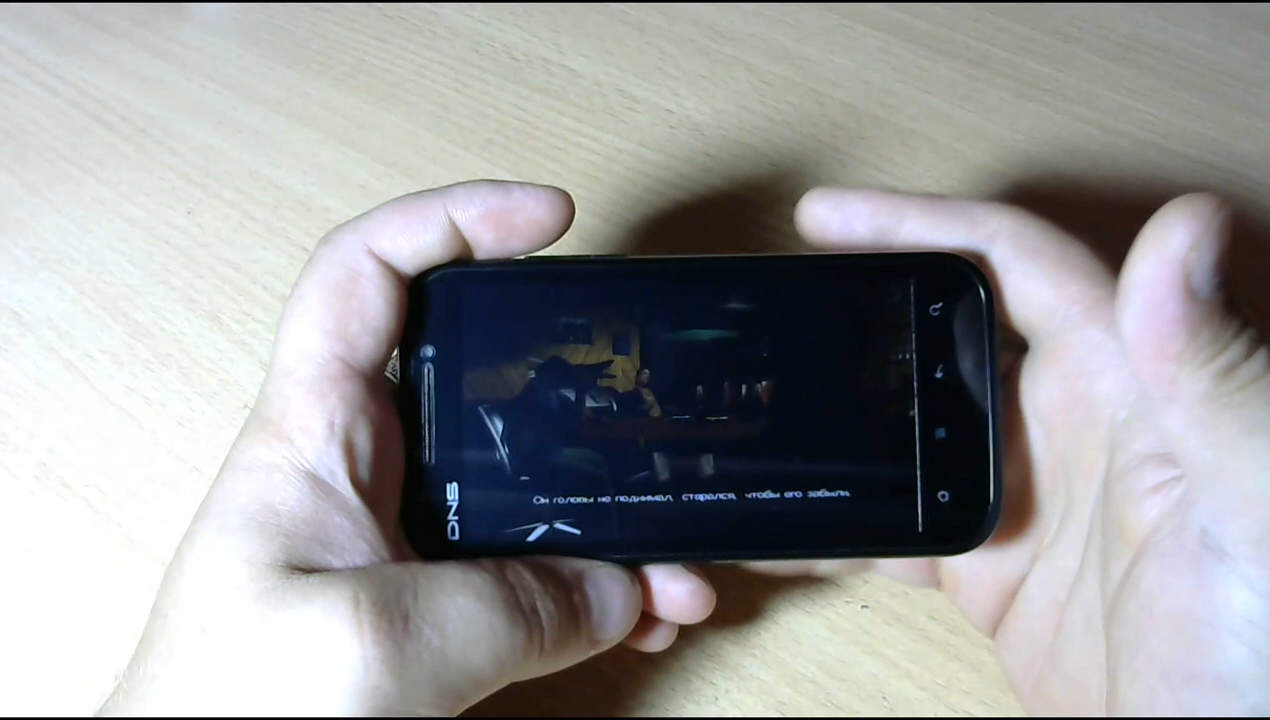 DNS
Он головы не поднимал, старался, чтобы его забыли.